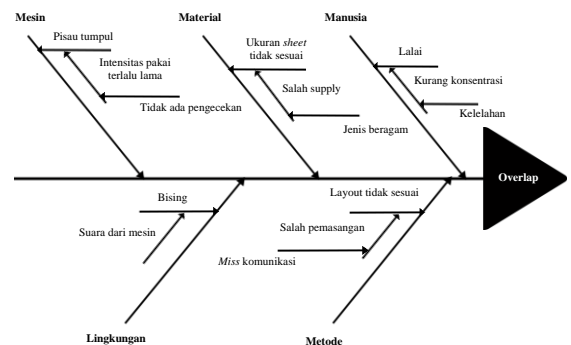 Mesin
Material
Manusia
Pisau tumpul
Intensitas pakai
terlalu lama
Tidak ada pengecekan
Ukuran sheet
tidak sesuai
Salah supply
Jenis beragam
Lalai
Kurang konsentrasi
Kelelahan
Overlap
Bising
Suara dari mesin
Layout tidak sesuai
Salah pemasangan
Miss komunikasi
Lingkungan
Metode